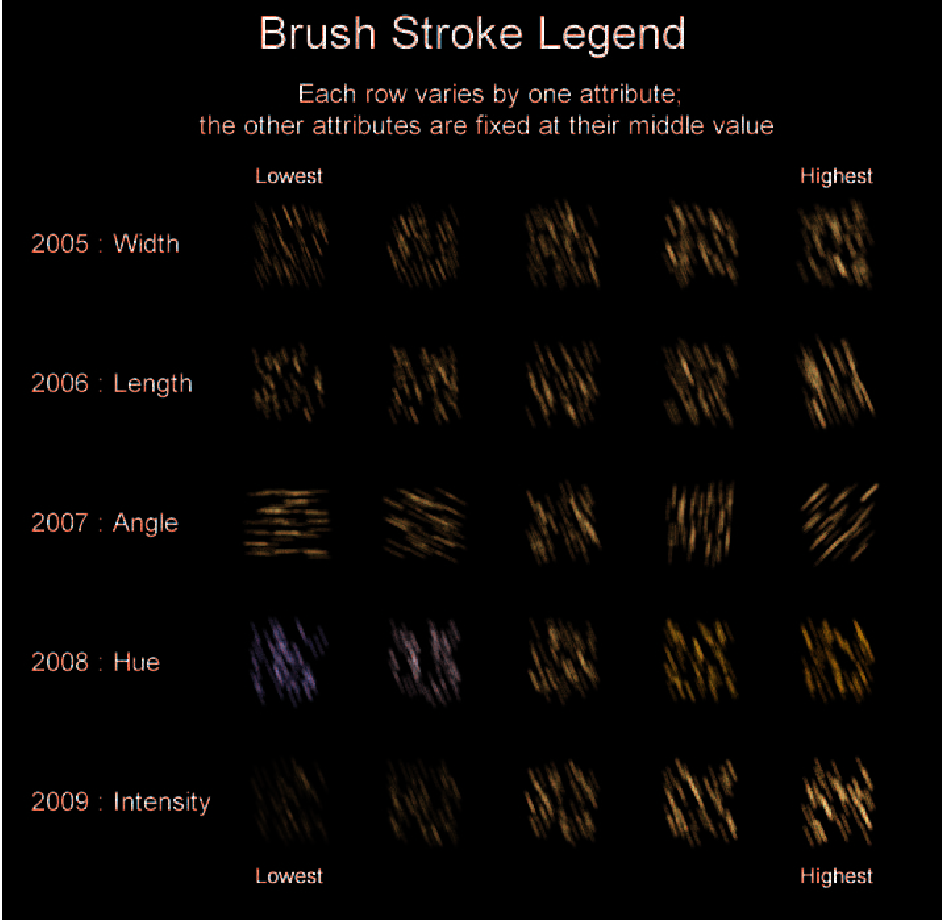 Brush Stroke Legend
Each row varies by one attribute;
the other attributes are fixed at their middle value
Lowest Highest
2005 : Width
2006 : Length
2007 : Angle
2008 : Hue
2009 : Intensity
Lowest Highest